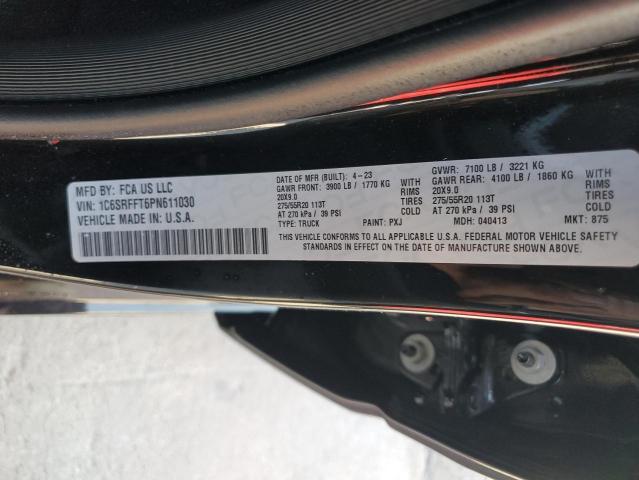 MFD BY: FCA US LLC
VIN: 1C6SRFFT6PN611030
VEHICLE MADE IN: U.S.A.
DATE OF MFR (BUILT): 4-23
GAWR FRONT: 3900 LB / 1770 KG WITH
20X9.0 RIMS
275/55R20 113T TIRES
AT 270 kPa / 39 PSI COLD
TYPE: TRUCK PAINT: PXJ
GVWR: 7100 LB / 3221 KG
GAWR REAR: 4100 LB / 1860 KG WITH
20X9.0 RIMS
275/55R20 113T TIRES
AT 270 kPa / 39 PSI COLD
MDH: 040413 MKT: 875
THIS VEHICLE CONFORMS TO ALL APPLICABLE U.S.A. FEDERAL MOTOR VEHICLE SAFETY
STANDARDS IN EFFECT ON THE DATE OF MANUFACTURE SHOWN ABOVE.